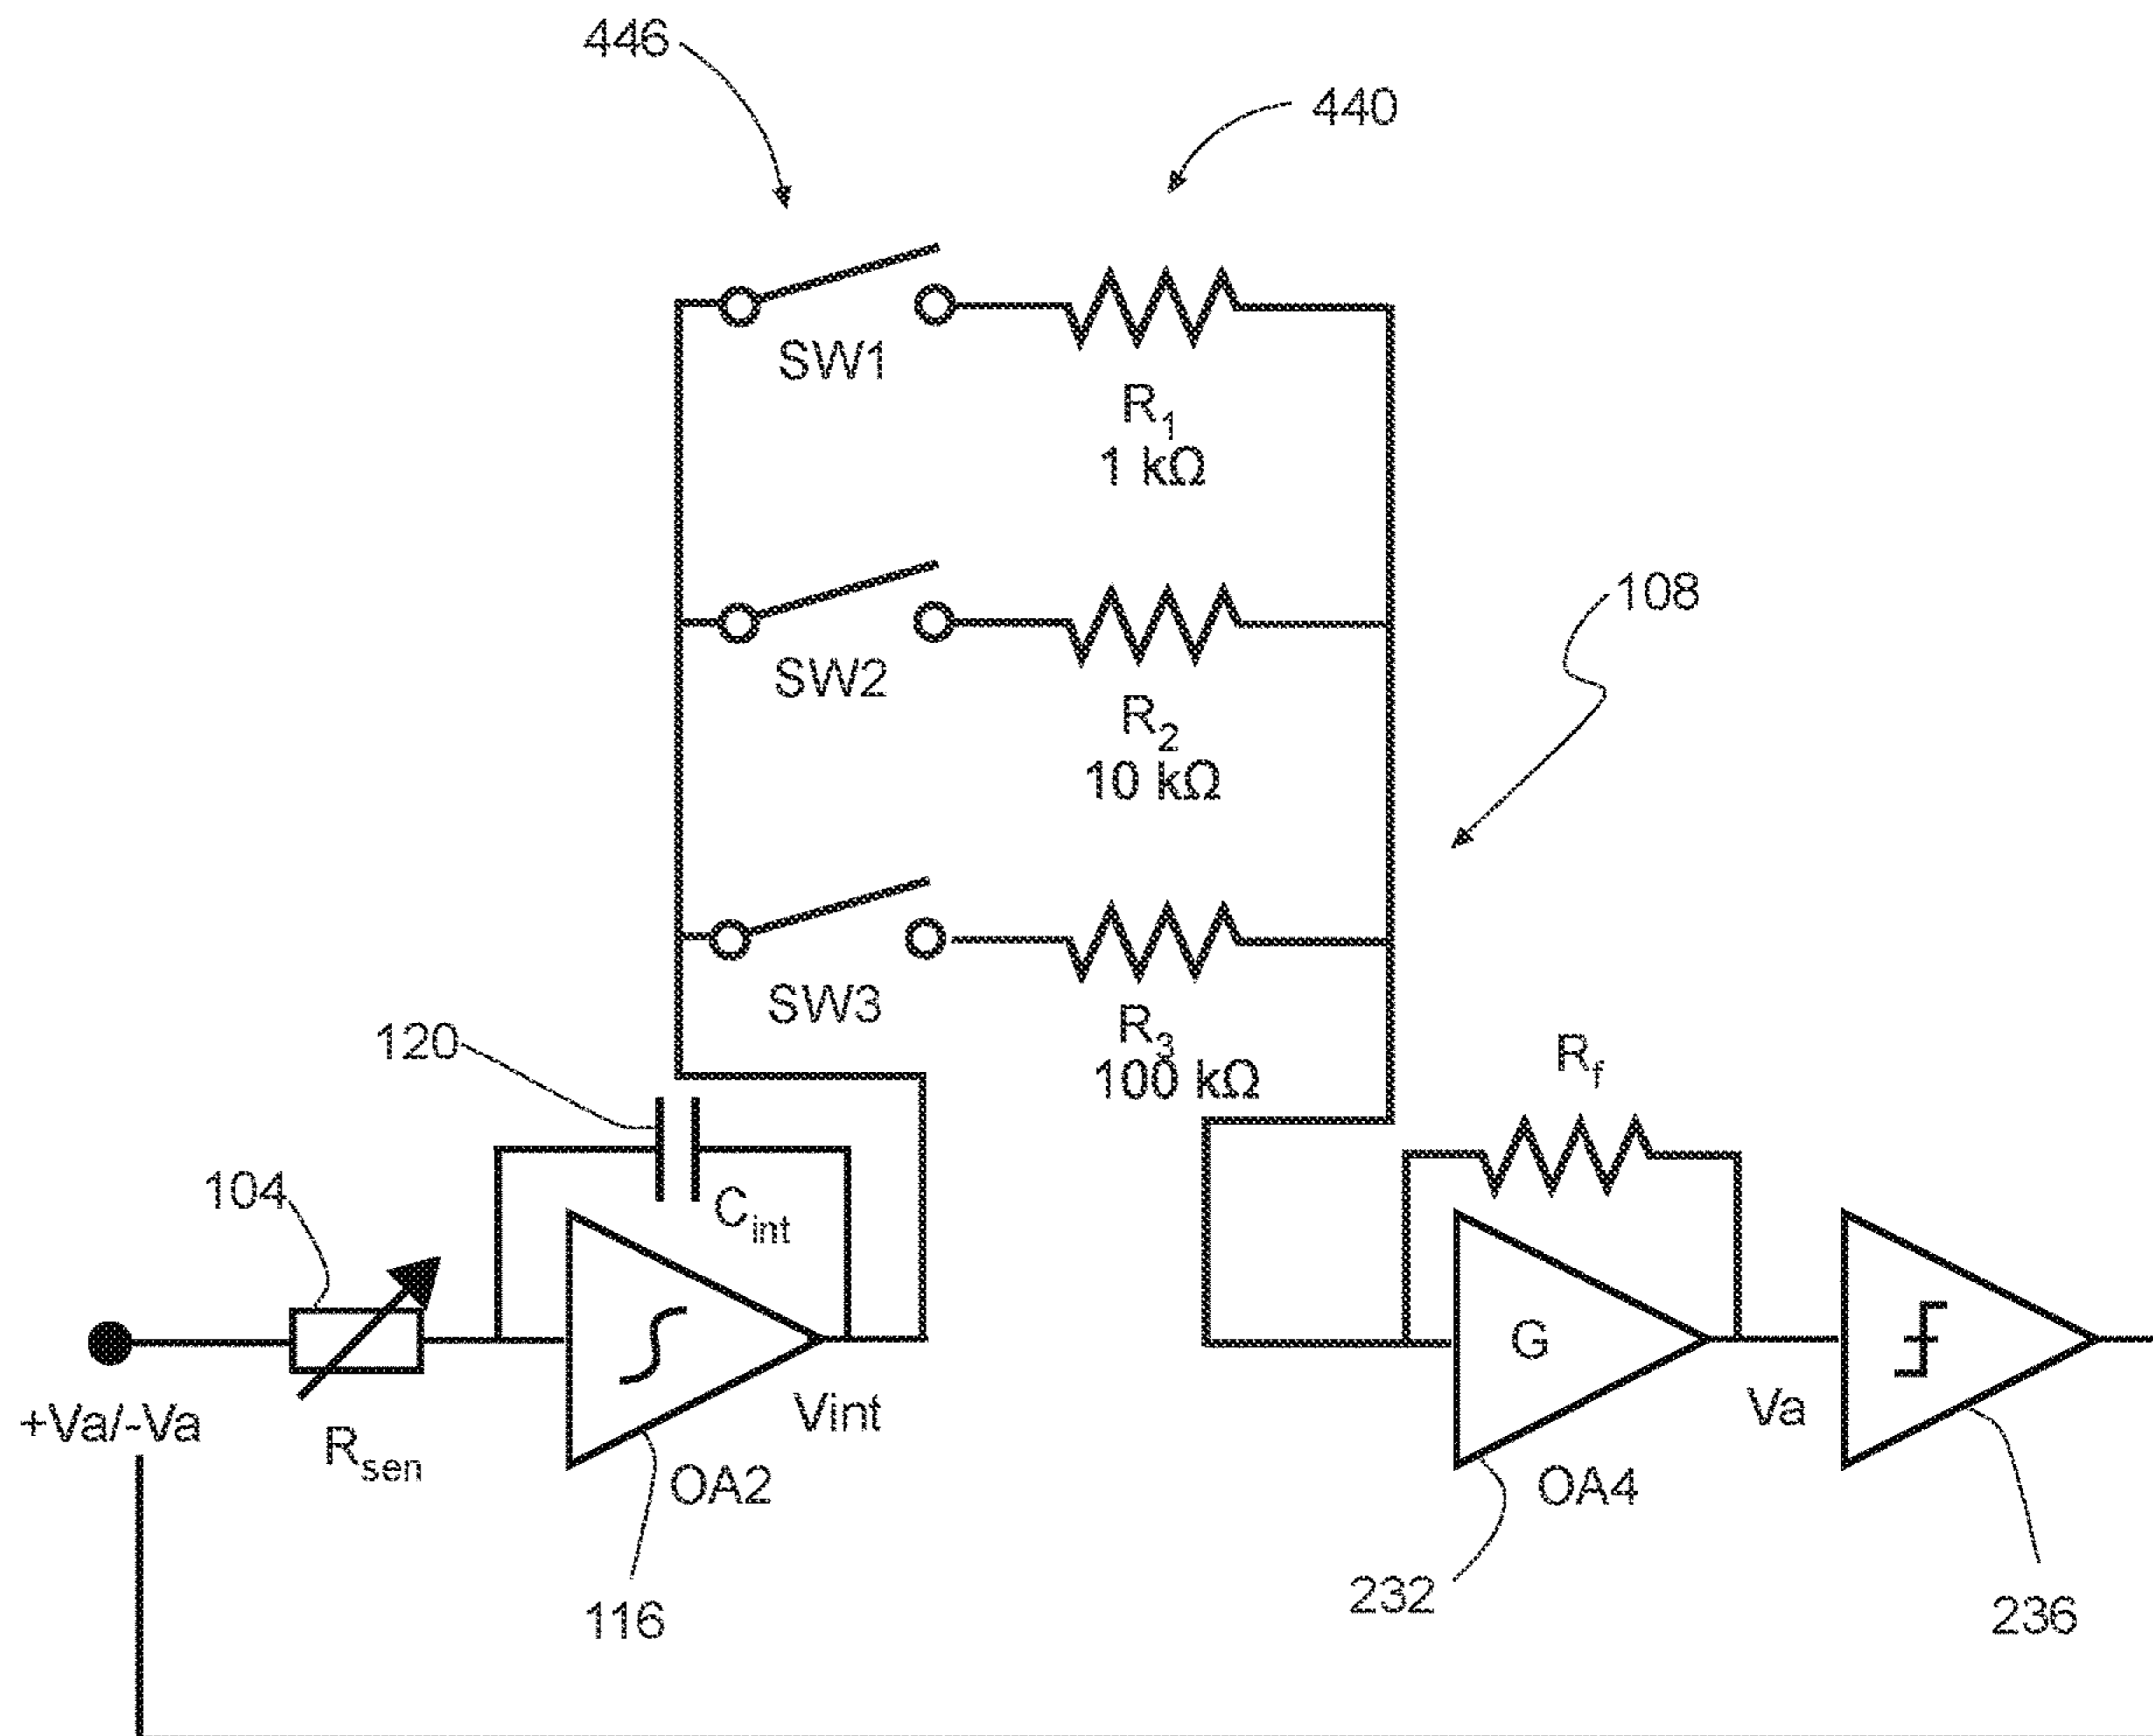 446
440
SW1
R1
1 kΩ
108
SW2
R2
10 kΩ
SW3
R3
100 kΩ
120
Rf
104
Cint
G
+Va/-Va
Rsen
Vint
Va
OA2
OA4
116
232
236